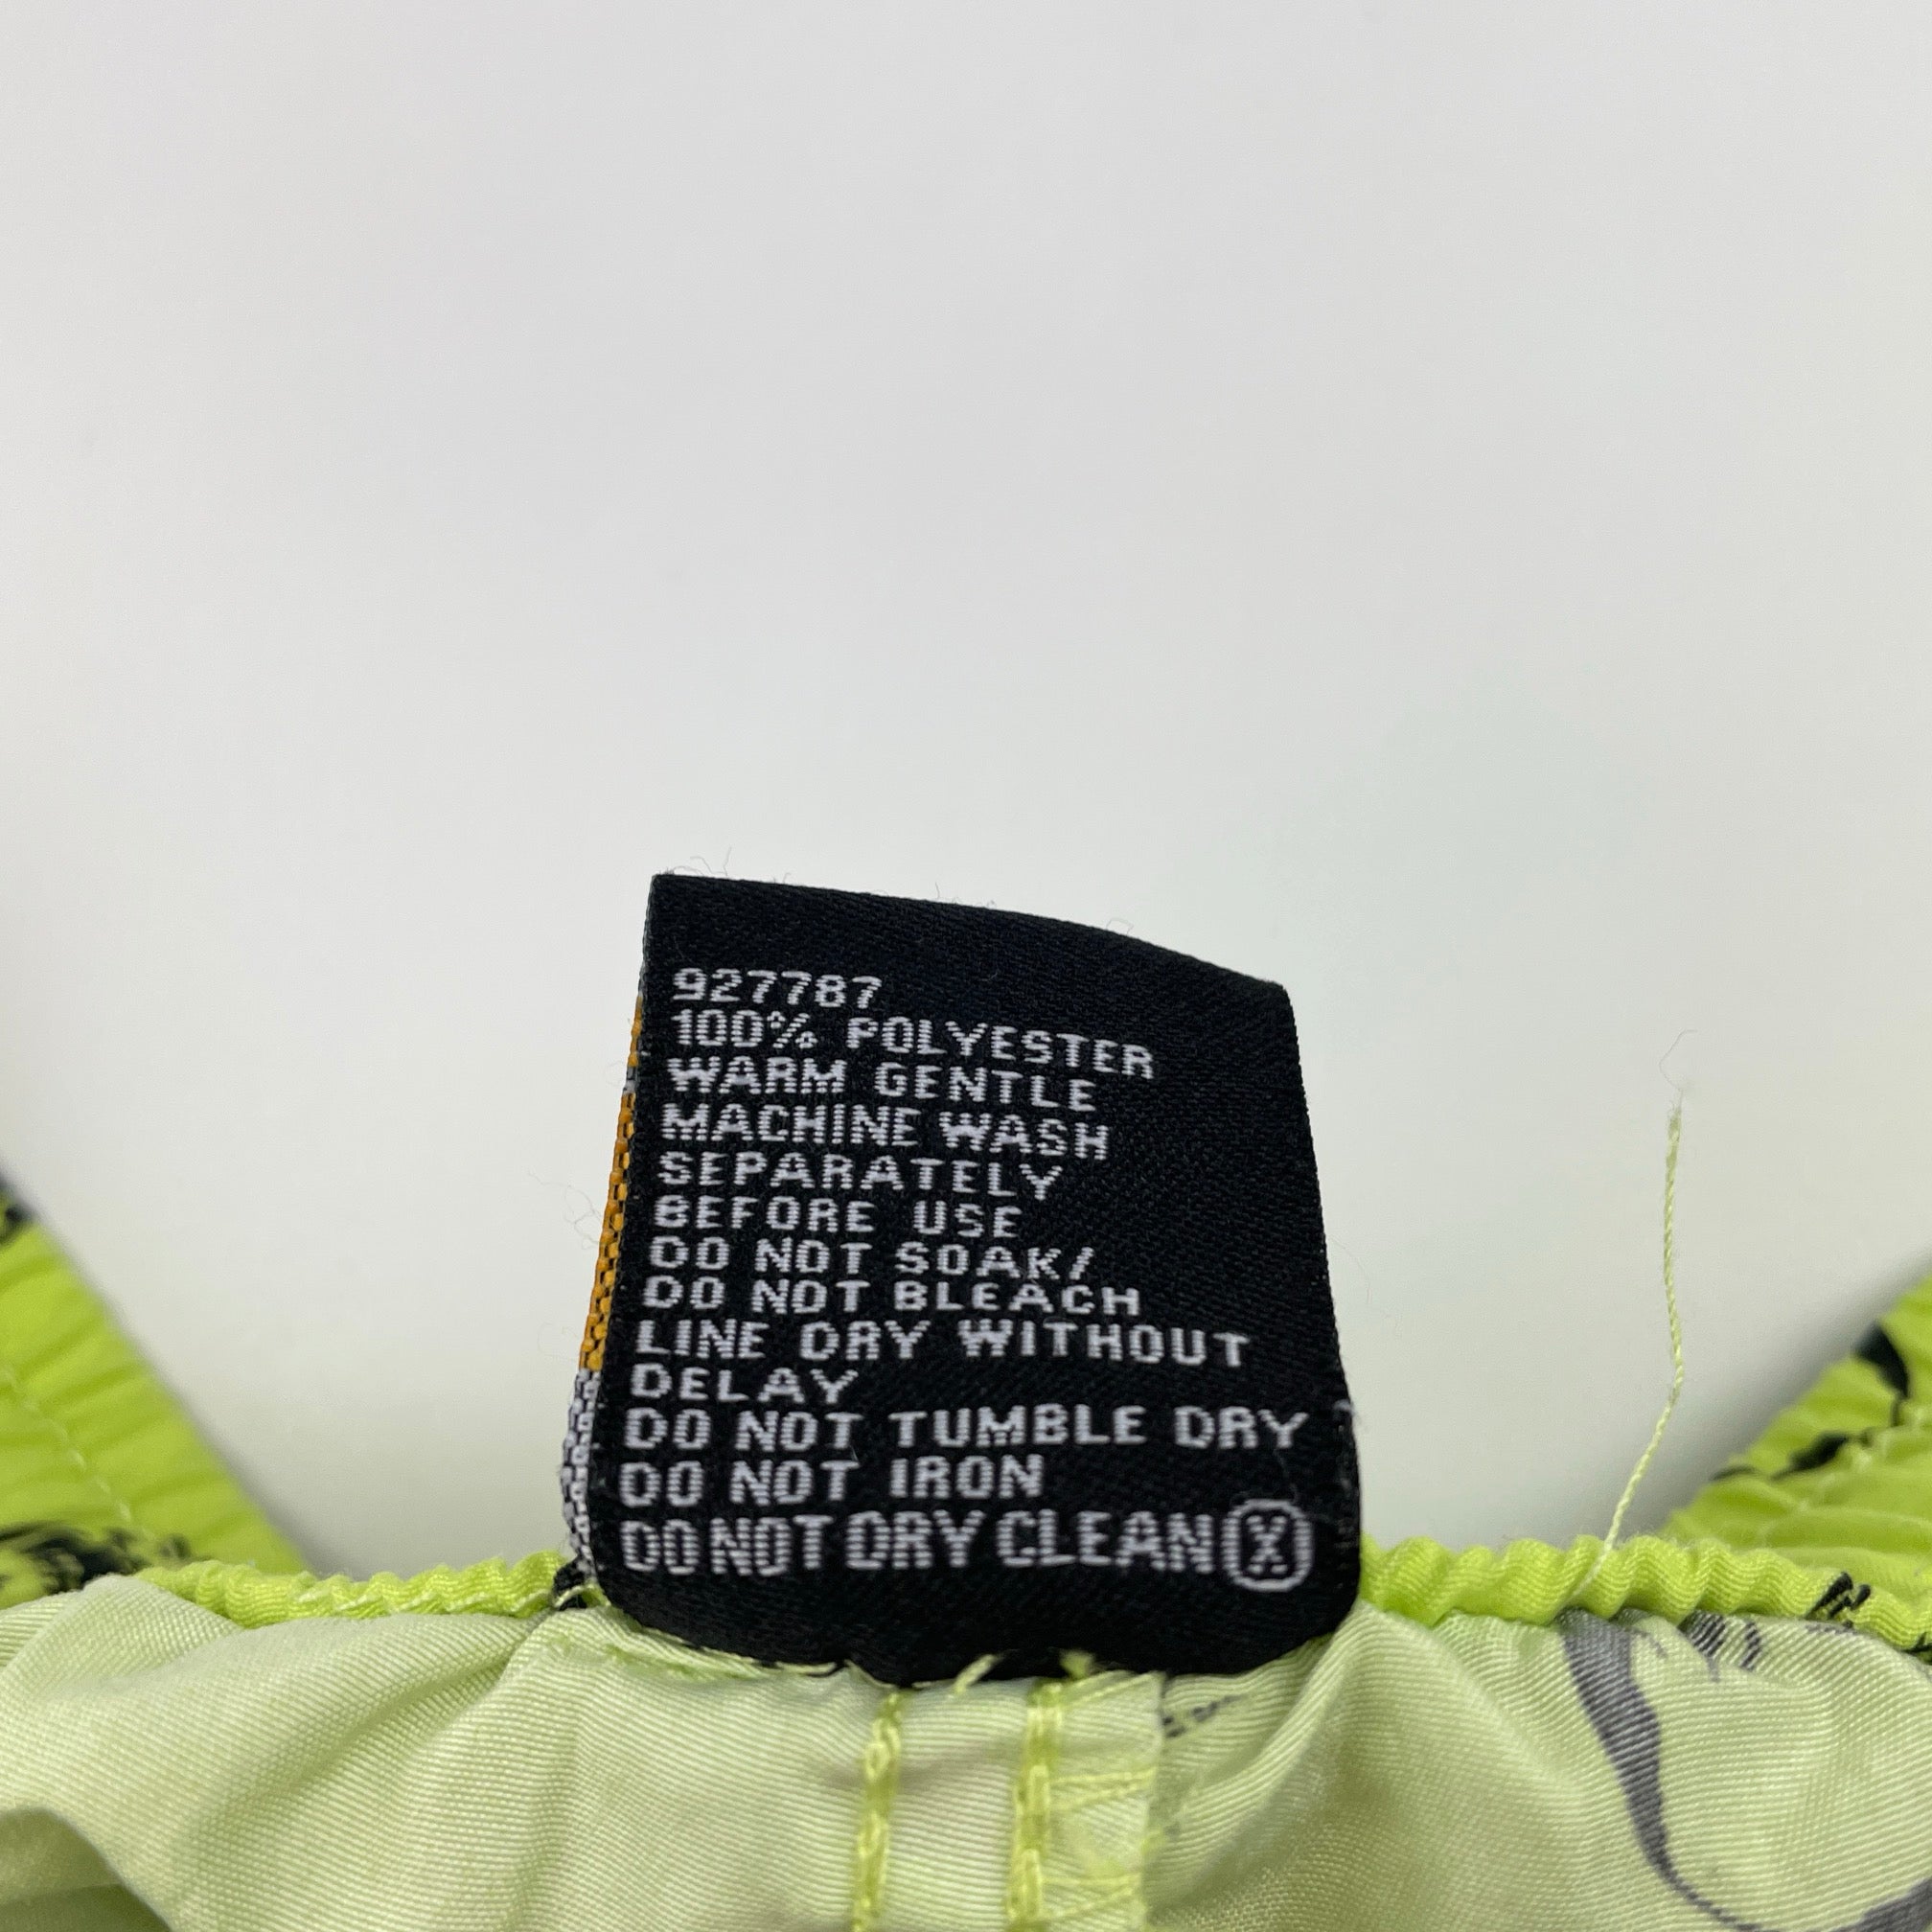 927787
100% POLYESTER
WARM GENTLE
MACHINE WASH
SEPARATELY
BEFORE USE
DO NOT SOAK/
DO NOT BLEACH
LINE DRY WITHOUT
DELAY
DO NOT TUMBLE DRY
DO NOT IRON
DO NOT DRY CLEAN Ⓧ